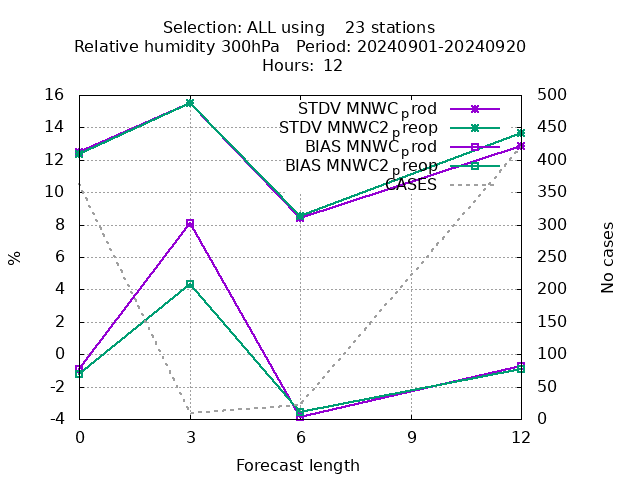 Selection: ALL using    23 stations
Relative humidity 300hPa   Period: 20240901-20240920
Hours: 12
STDV MNWC_prod
STDV MNWC2_preop
BIAS MNWC_prod
BIAS MNWC2_preop
CASES
16
14
12
10
8
6
4
2
0
-2
-4
%
500
450
400
350
300
250
200
150
100
50
0
No cases
0 3 6 9 12
Forecast length